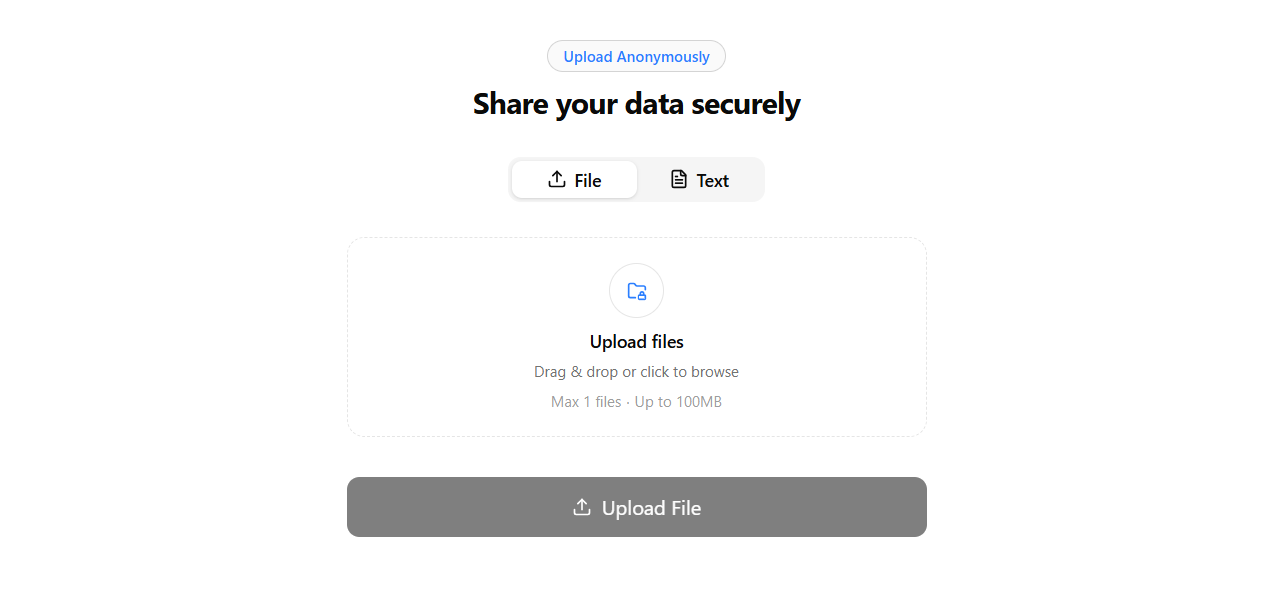 Upload Anonymously
Share your data securely
File
Text
Upload files
Drag & drop or click to browse
Max 1 files · Up to 100MB
Upload File